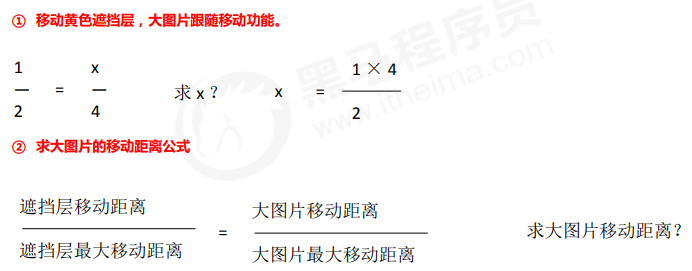 ① 移动黄色遮挡层，大图片跟随移动功能。
1 x 1 × 4
— = — 求 x ? x = —
2 4 2
② 求大图片的移动距离公式
遮挡层移动距离 大图片移动距离
= 求大图片移动距离?
遮挡层最大移动距离 大图片最大移动距离
黑马程序员
www.itheima.com